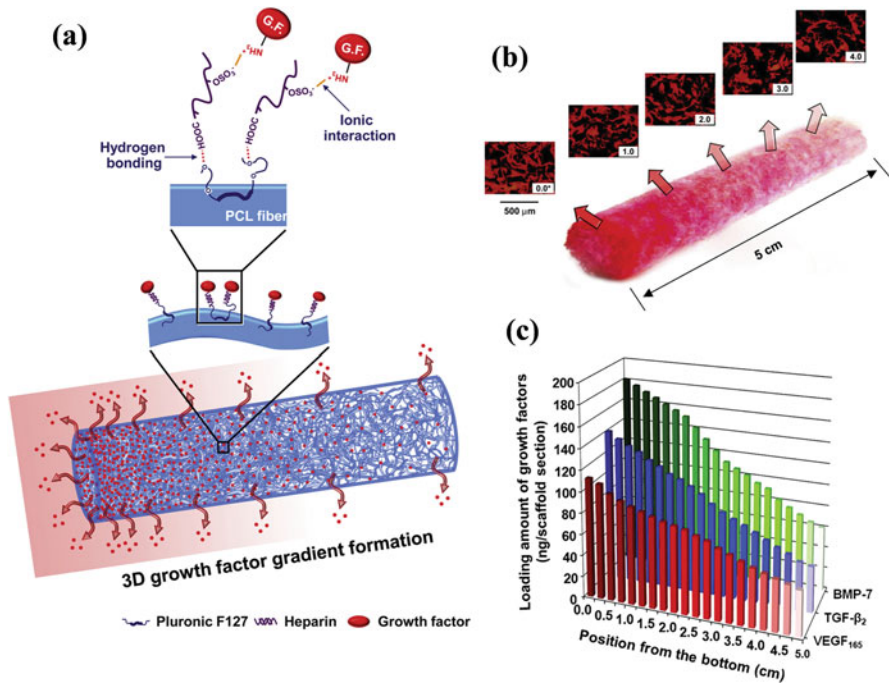 (a)
G.F.
⁺₃HN
G.F.
⁺₃HN
OSO₃⁻
OSO₃⁻
HOOC
HOOC
Ionic
interaction
Hydrogen
bonding
O
O
O
O
PCL fiber
3D growth factor gradient formation
Pluronic F127
Heparin
Growth factor
(b)
0.0*
1.0
2.0
3.0
4.0
500 μm
5 cm
(c)
Loading amount of growth factors
(ng/scaffold section)
200
180
160
140
120
100
80
60
40
20
0
0.0
0.5
1.0
1.5
2.0
2.5
3.0
3.5
4.0
4.5
5.0
Position from the bottom (cm)
BMP-7
TGF-β₂
VEGF₁₆₅